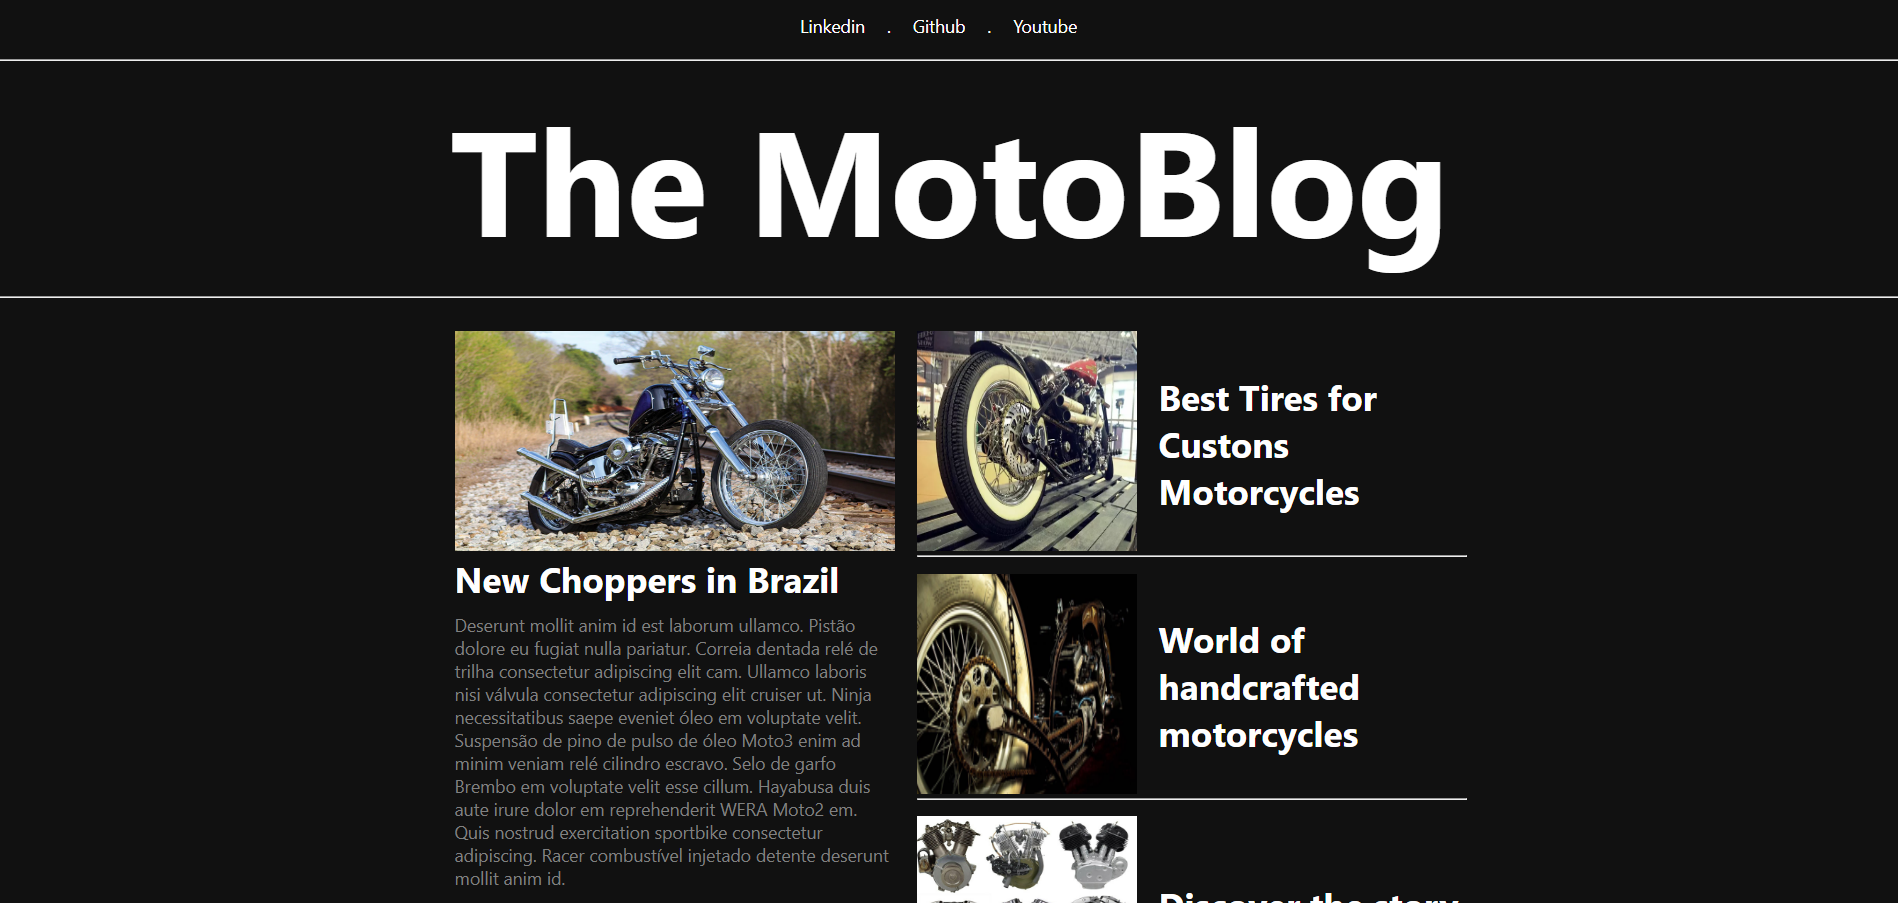 Linkedin . Github . Youtube
The MotoBlog
New Choppers in Brazil
Deserunt mollit anim id est laborum ullamco. Pistão
dolore eu fugiat nulla pariatur. Correia dentada relé de
trilha consectetur adipiscing elit cam. Ullamco laboris
nisi válvula consectetur adipiscing elit cruiser ut. Ninja
necessitatibus saepe eveniet óleo em voluptate velit.
Suspensão de pino de pulso de óleo Moto3 enim ad
minim veniam relé cilindro escravo. Selo de garfo
Brembo em voluptate velit esse cillum. Hayabusa duis
aute irure dolor em reprehenderit WERA Moto2 em.
Quis nostrud exercitation sportbike consectetur
adipiscing. Racer combustível injetado detente deserunt
mollit anim id.
Best Tires for
Customs
Motorcycles
World of
handcrafted
motorcycles
Discover the story